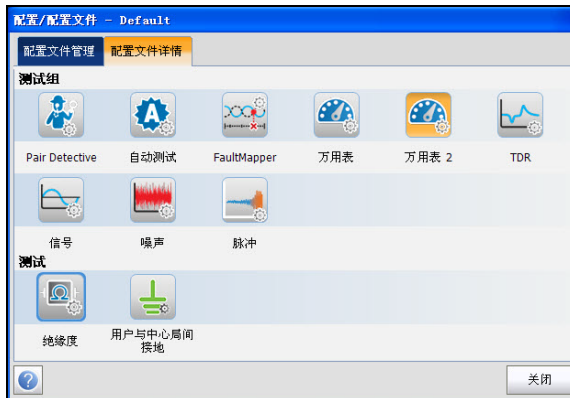 配置/配置文件 - Default
配置文件管理 配置文件详情
测试组
Pair Detective 自动测试 FaultMapper 万用表 万用表 2 TDR
信号 噪声 脉冲
测试
绝缘度 用户与中心局间
接地
关闭